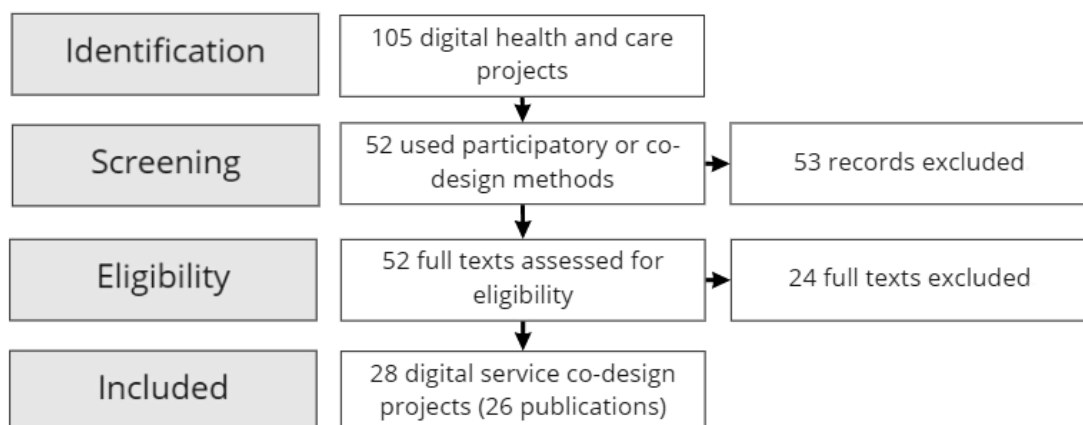 Identification
105 digital health and care
projects
Screening
52 used participatory or co-
design methods
53 records excluded
Eligibility
52 full texts assessed for
eligibility
24 full texts excluded
Included
28 digital service co-design
projects (26 publications)